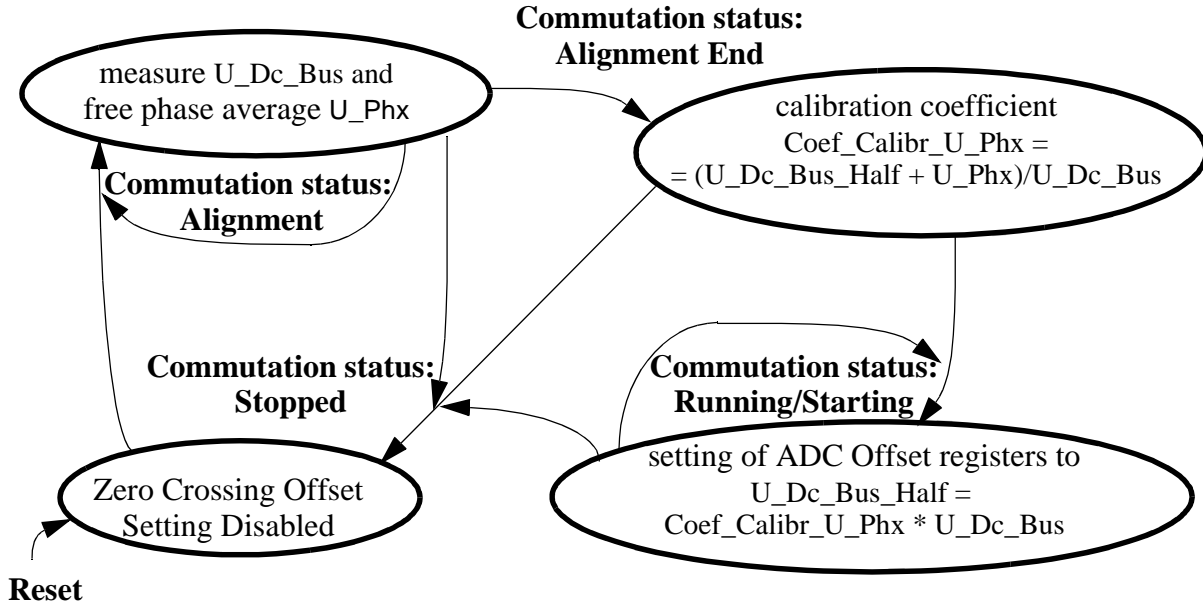 Commutation status:
Alignment End
measure U_Dc_Bus and
free phase average U_Phx
calibration coefficient
Coef_Calibr_U_Phx =
= (U_Dc_Bus_Half + U_Phx)/U_Dc_Bus
Commutation status:
Alignment
Commutation status:
Stopped
Commutation status:
Running/Starting
Zero Crossing Offset
Setting Disabled
setting of ADC Offset registers to
U_Dc_Bus_Half =
Coef_Calibr_U_Phx * U_Dc_Bus
Reset